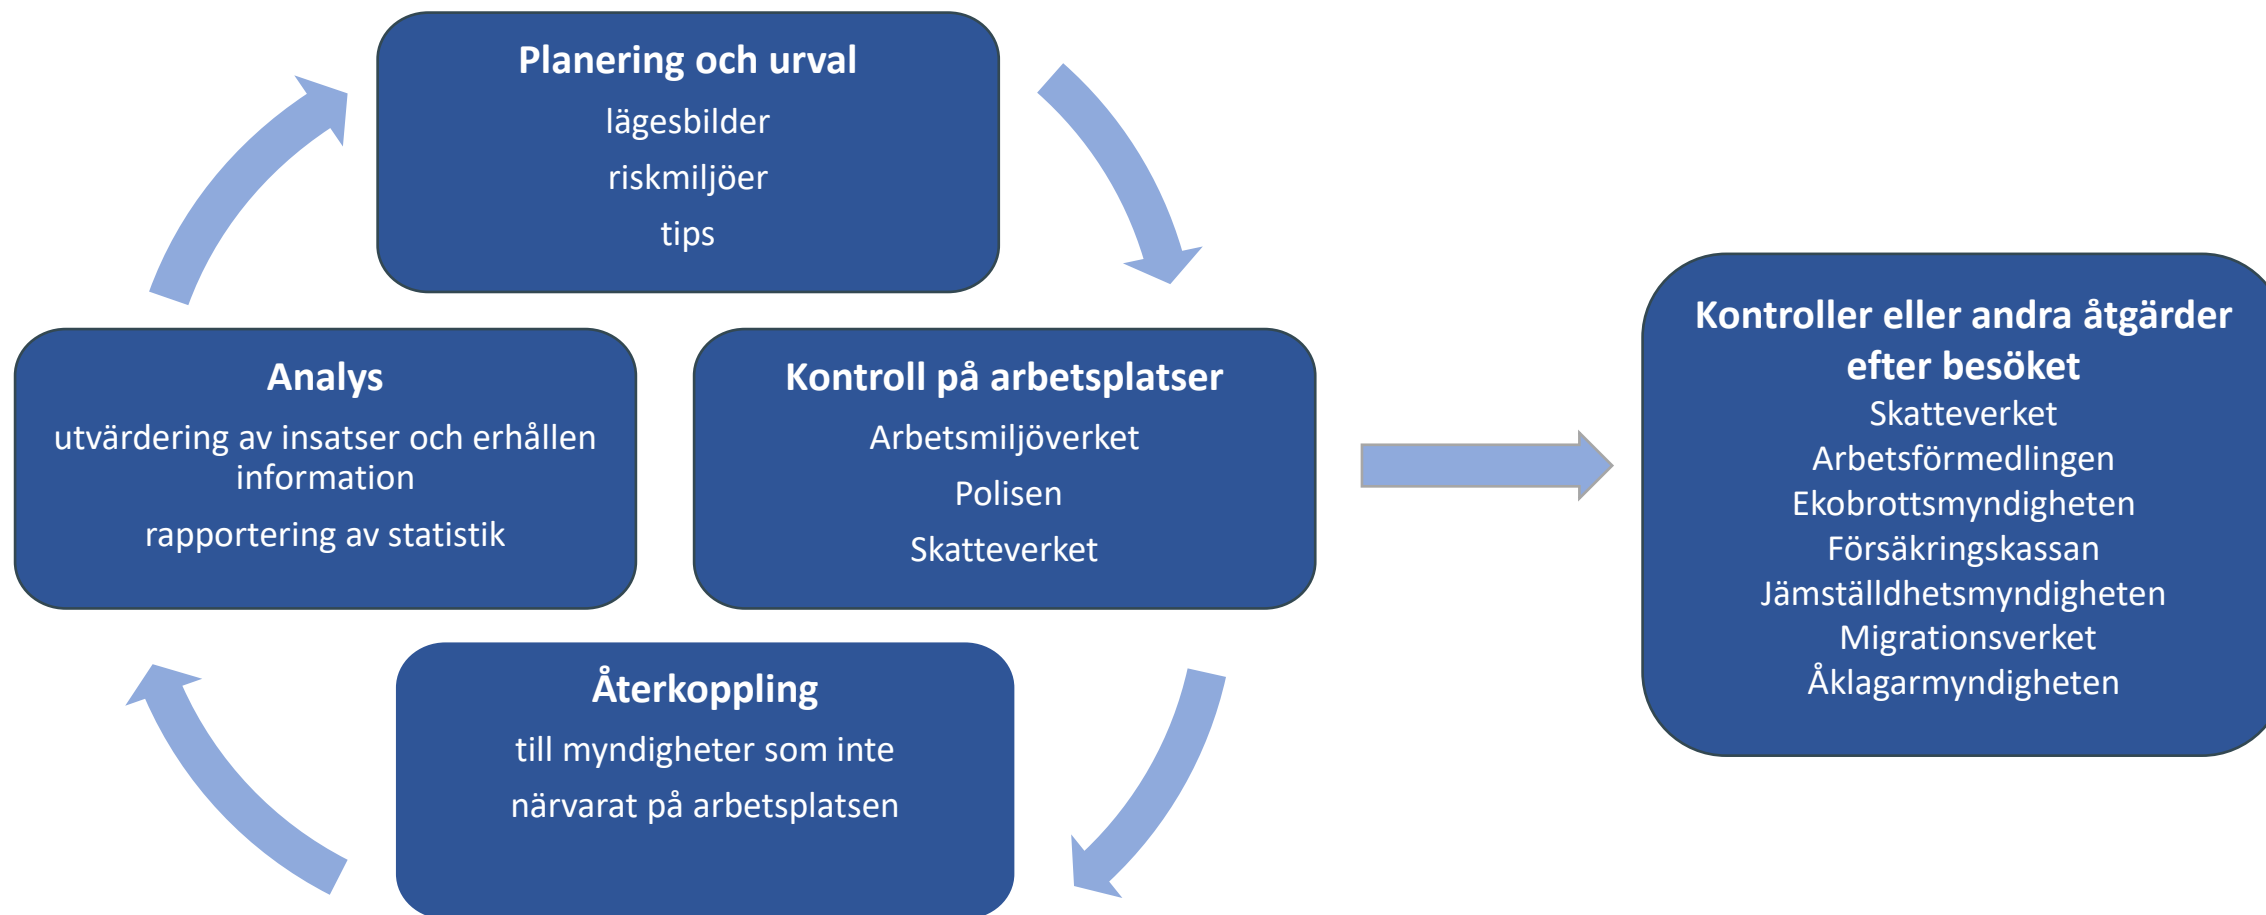 Planering och urval
lägesbilder
riskmiljöer
tips
Analys
utvärdering av insatser och erhållen
information
rapportering av statistik
Kontroll på arbetsplatser
Arbetsmiljöverket
Polisen
Skatteverket
Återkoppling
till myndigheter som inte
närvarat på arbetsplatsen
Kontroller eller andra åtgärder
efter besöket
Skatteverket
Arbetsförmedlingen
Ekobrottsmyndigheten
Försäkringskassan
Jämställdhetsmyndigheten
Migrationsverket
Åklagarmyndigheten